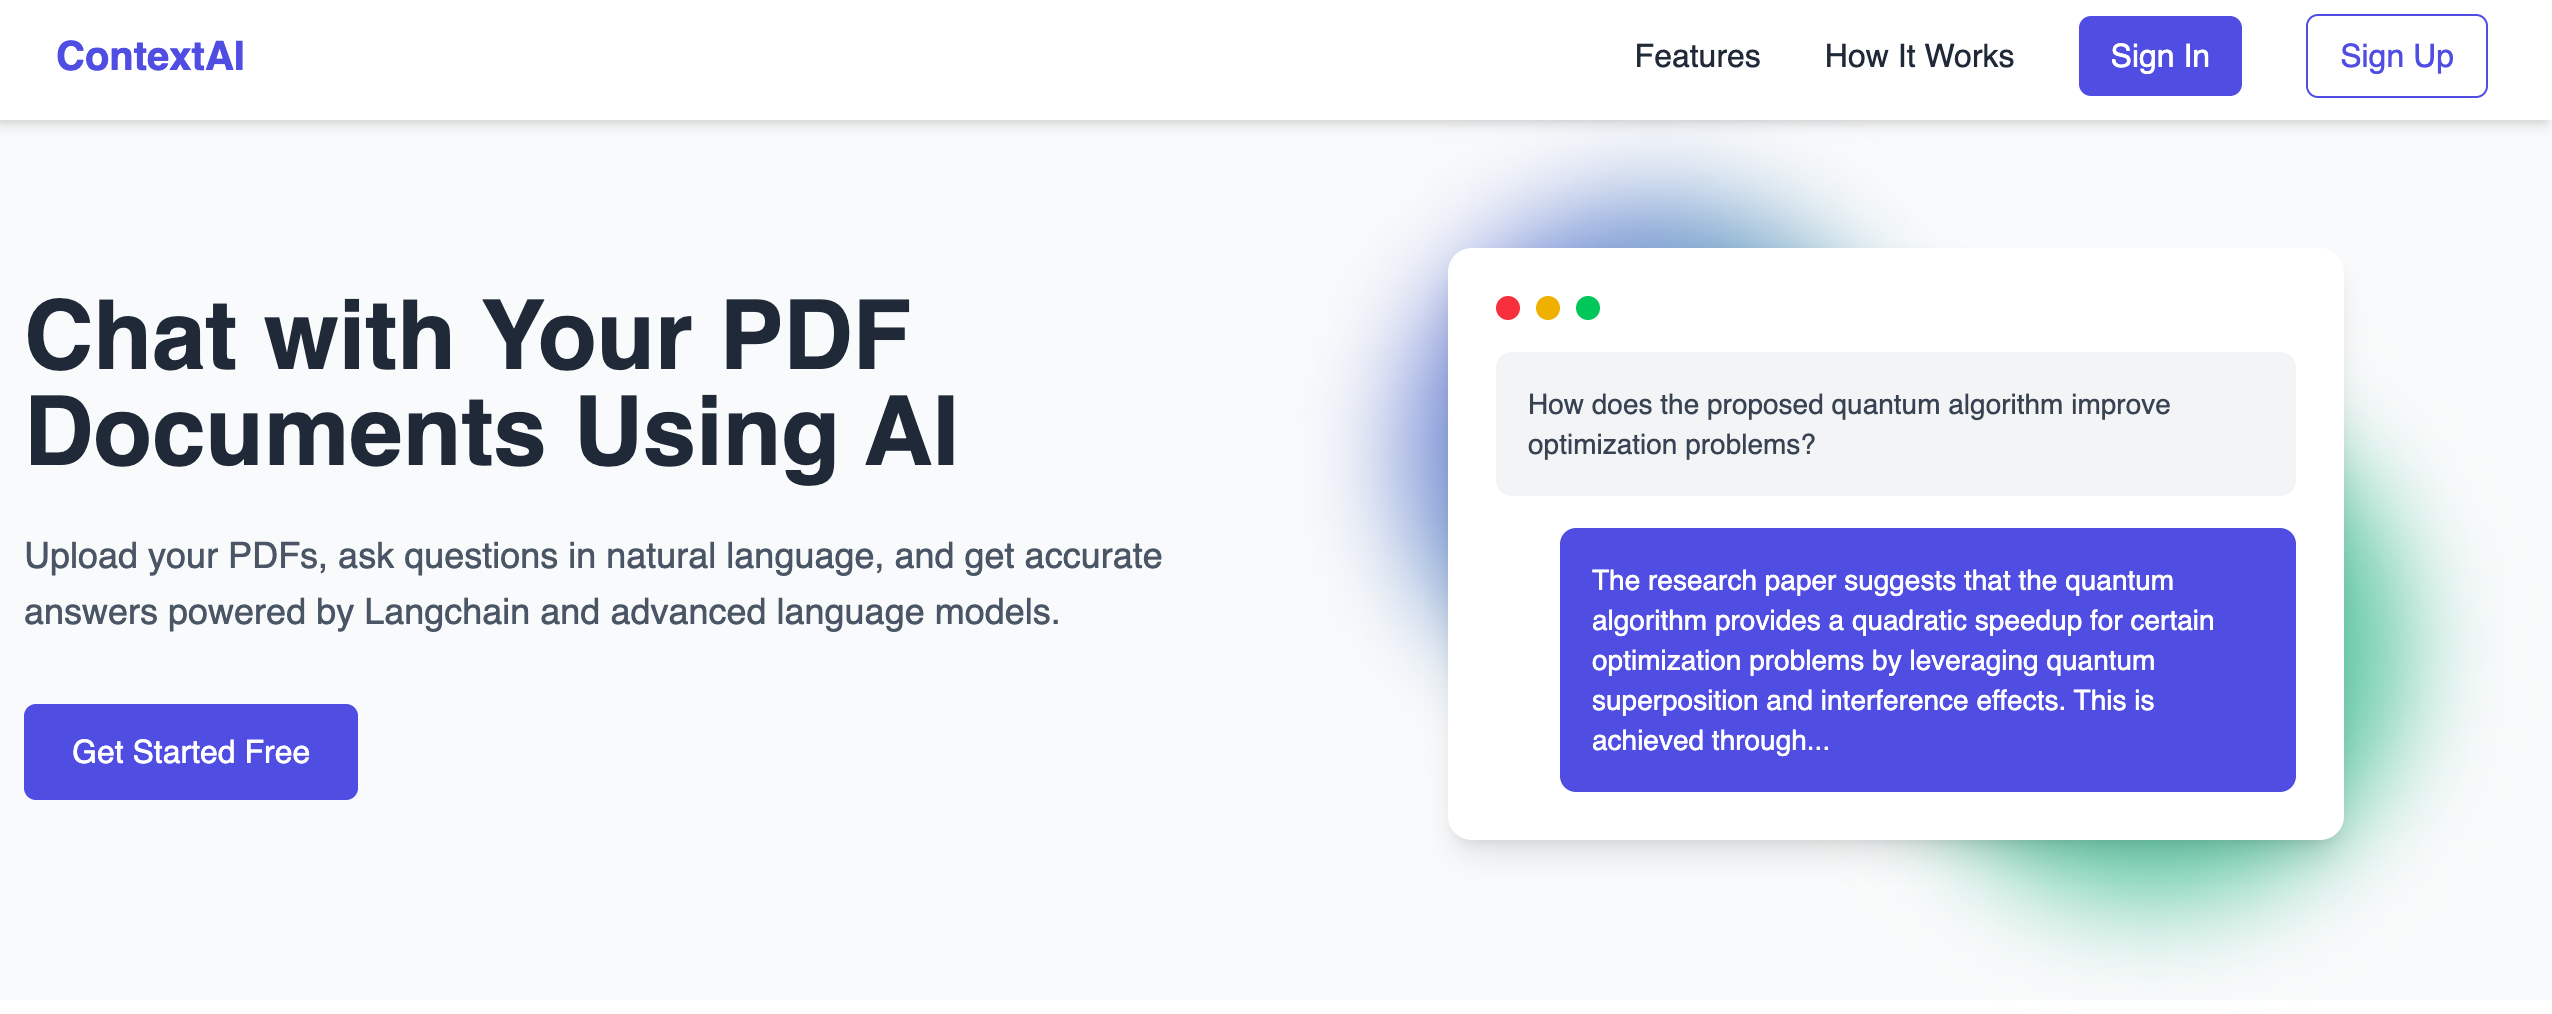 ContextAI
Features
How It Works
Sign In
Sign Up
Chat with Your PDF
Documents Using AI
Upload your PDFs, ask questions in natural language, and get accurate
answers powered by Langchain and advanced language models.
Get Started Free
How does the proposed quantum algorithm improve
optimization problems?
The research paper suggests that the quantum
algorithm provides a quadratic speedup for certain
optimization problems by leveraging quantum
superposition and interference effects. This is
achieved through...